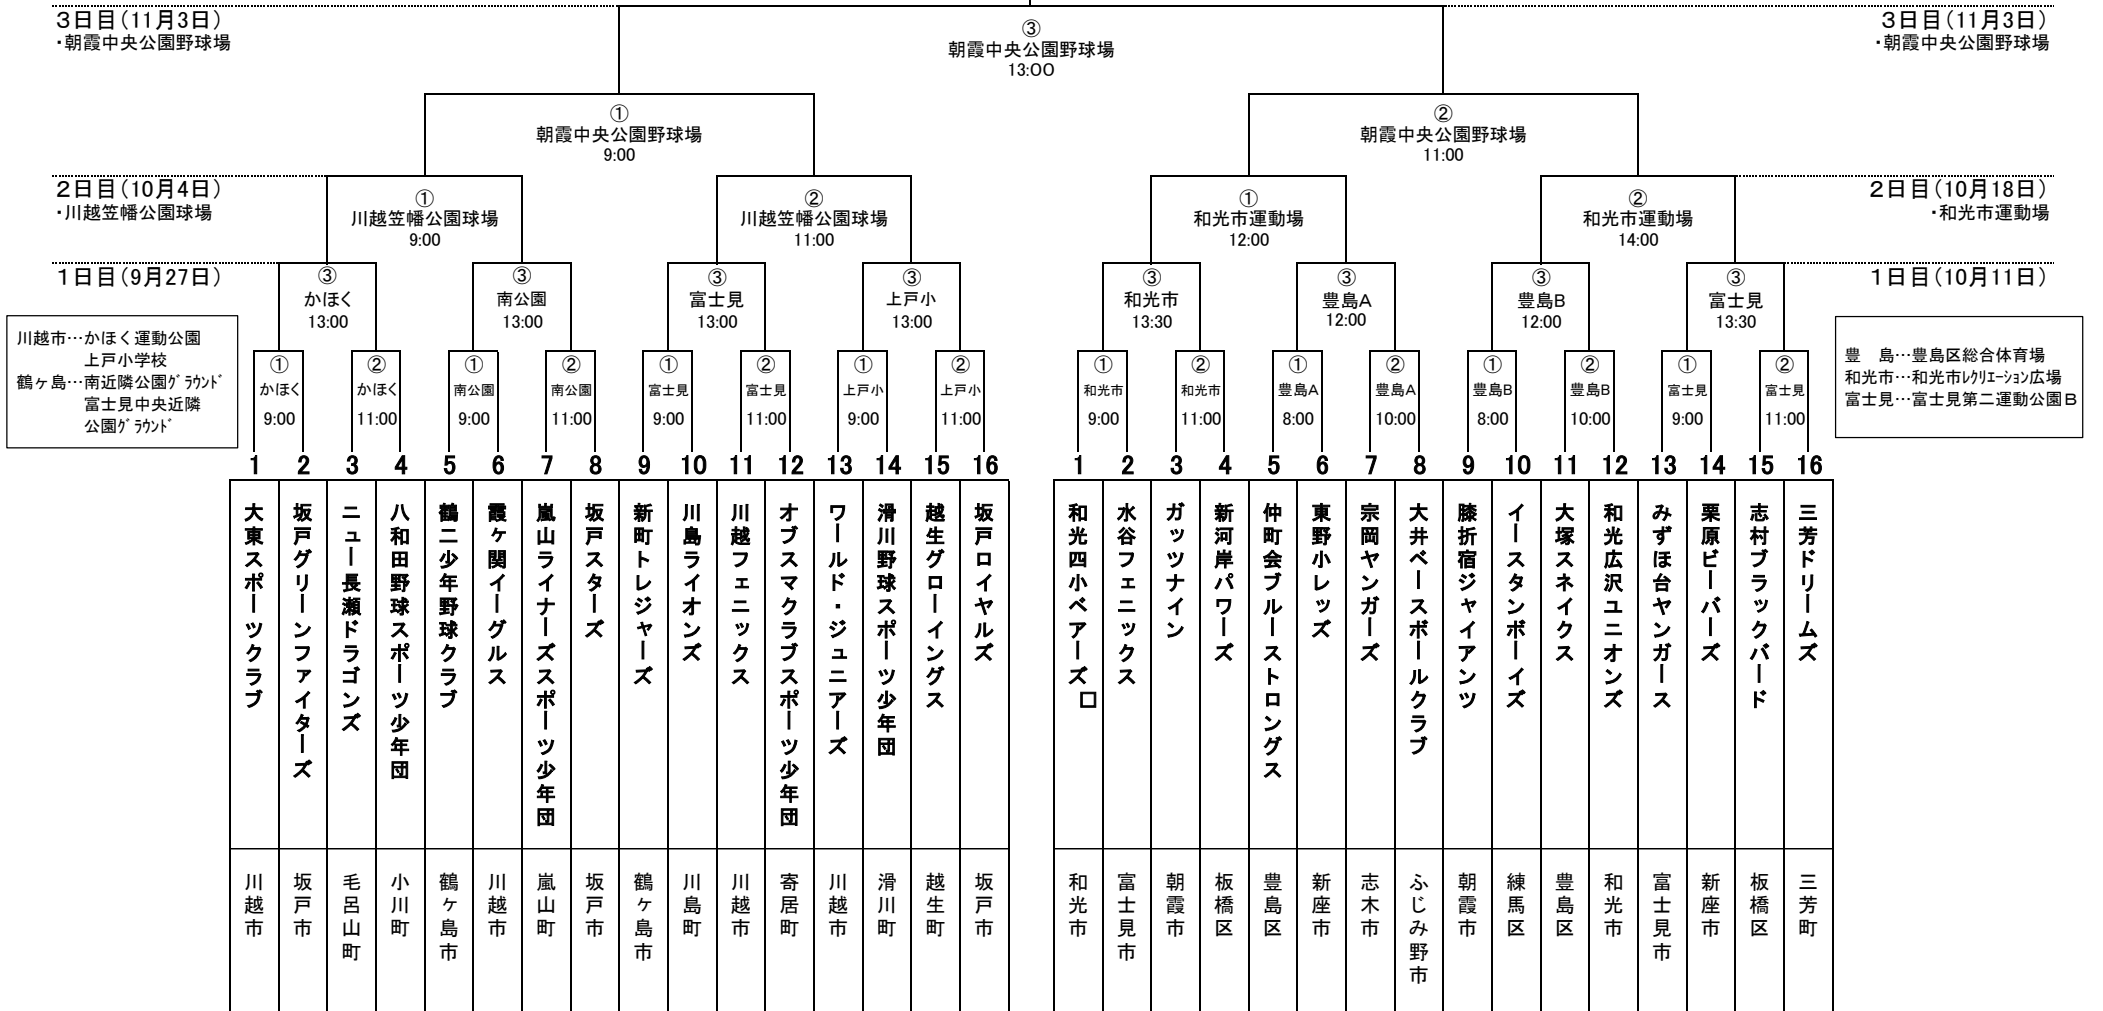 3日目(11月3日)
・朝霞中央公園野球場
③
朝霞中央公園野球場
13:00
3日目(11月3日)
・朝霞中央公園野球場
①
朝霞中央公園野球場
9:00
②
朝霞中央公園野球場
11:00
2日目(10月4日)
・川越笠幡公園球場
①
川越笠幡公園球場
9:00
②
川越笠幡公園球場
11:00
①
和光市運動場
12:00
②
和光市運動場
14:00
2日目(10月18日)
・和光市運動場
1日目(9月27日)
③
かほく
13:00
③
南公園
13:00
③
富士見
13:00
③
上戸小
13:00
③
和光市
13:30
③
豊島A
12:00
③
豊島B
12:00
③
富士見
13:30
1日目(10月11日)
川越市…かほく運動公園
上戸小学校
鶴ヶ島…南近隣公園ｸﾞﾗｳﾝﾄﾞ
富士見中央近隣
公園ｸﾞﾗｳﾝﾄﾞ
①
かほく
9:00
②
かほく
11:00
①
南公園
9:00
②
南公園
11:00
①
富士見
9:00
②
富士見
11:00
①
上戸小
9:00
②
上戸小
11:00
①
和光市
9:00
②
和光市
11:00
①
豊島A
8:00
②
豊島A
10:00
①
豊島B
8:00
②
豊島B
10:00
①
富士見
9:00
②
富士見
11:00
豊　島…豊島区総合体育場
和光市…和光市ﾚｸﾘｴｰｼｮﾝ広場
富士見…富士見第二運動公園B
1 2 3 4 5 6 7 8 9 10 11 12 13 14 15 16
大東スポーツクラブ
坂戸グリーンファイターズ
ニュー長瀬ドラゴンズ
八和田野球スポーツ少年団
鶴二少年野球クラブ
霞ヶ関イーグルス
嵐山ライナーズスポーツ少年団
坂戸スターズ
新町トレジャーズ
川島ライオンズ
川越フェニックス
オブスマクラブスポーツ少年団
ワールド・ジュニアーズ
滑川野球スポーツ少年団
越生グローイングス
坂戸ロイヤルズ
川越市
坂戸市
毛呂山町
小川町
鶴ヶ島市
川越市
嵐山町
坂戸市
鶴ヶ島市
川島町
川越市
寄居町
川越市
滑川町
越生町
坂戸市
1 2 3 4 5 6 7 8 9 10 11 12 13 14 15 16
和光四小ベアーズ□
水谷フェニックス
ガッツナイン
新河岸パワーズ
仲町会ブルーストロングス
東野小レッズ
宗岡ヤンガーズ
大井ベースボールクラブ
膝折宿ジャイアンツ
イースタンボーイズ
大塚スネイクス
和光広沢ユニオンズ
みずほ台ヤンガース
栗原ビーバーズ
志村ブラックバード
三芳ドリームズ
和光市
富士見市
朝霞市
板橋区
豊島区
新座市
志木市
ふじみ野市
朝霞市
練馬区
豊島区
和光市
富士見市
新座市
板橋区
三芳町